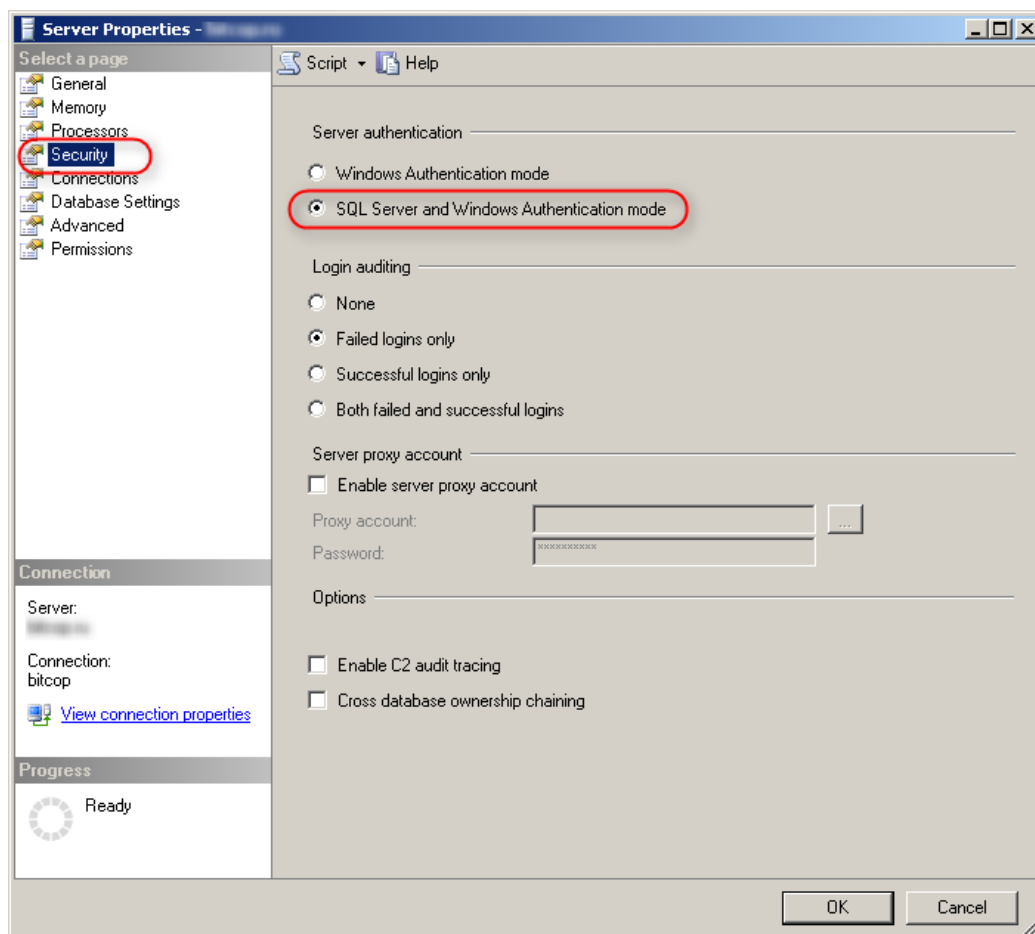 Server Properties -
Select a page
General
Memory
Processors
Security
Connections
Database Settings
Advanced
Permissions
Script Help
Server authentication
Windows Authentication mode
SQL Server and Windows Authentication mode
Login auditing
None
Failed logins only
Successful logins only
Both failed and successful logins
Server proxy account
Enable server proxy account
Proxy account:
...
Password:
**********
Options
Enable C2 audit tracing
Cross database ownership chaining
Connection
Server:
Connection:
bitcop
View connection properties
Progress
Ready
OK Cancel